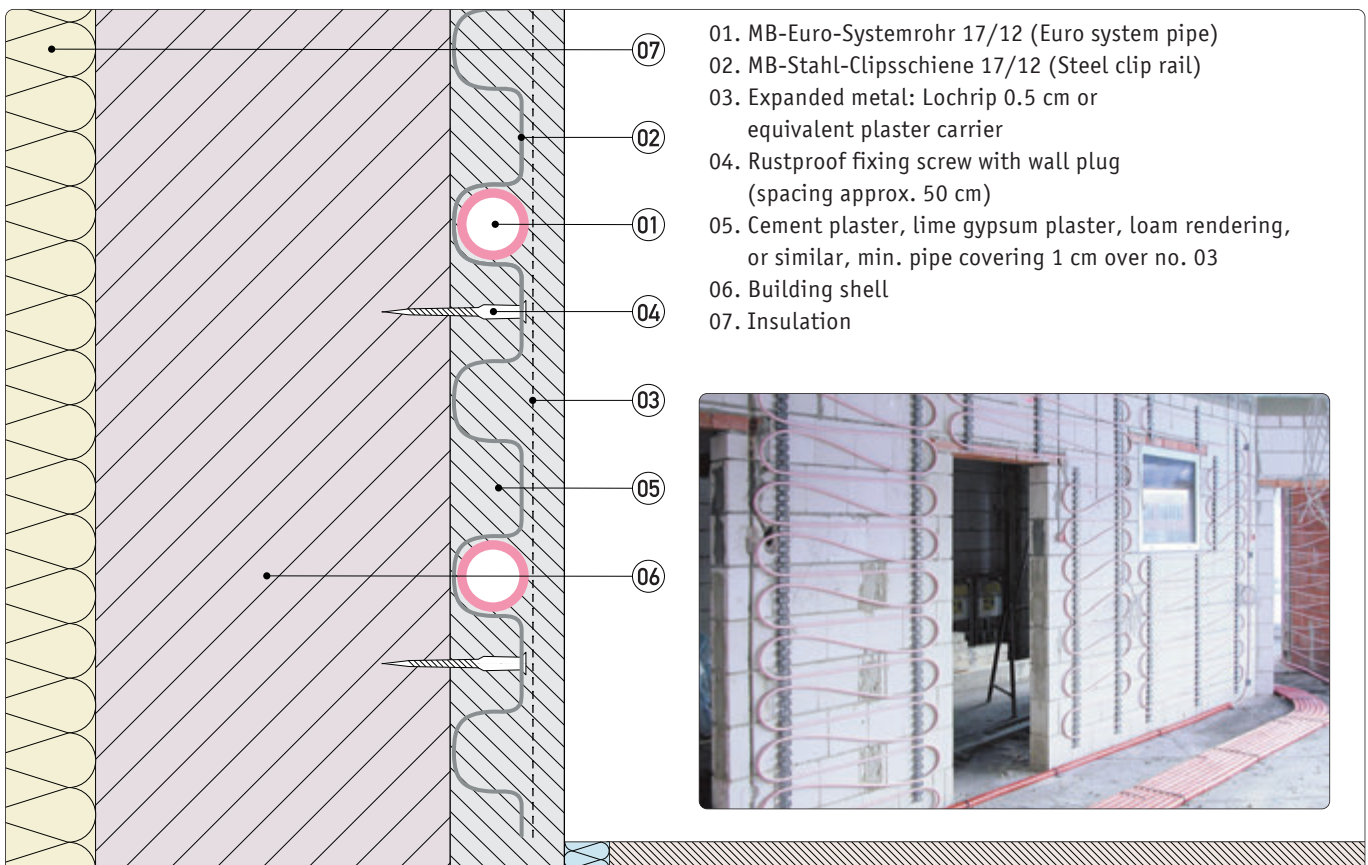 01. MB-Euro-Systemrohr 17/12 (Euro system pipe)
02. MB-Stahl-Clipsschiene 17/12 (Steel clip rail)
03. Expanded metal: Lochrip 0.5 cm or
equivalent plaster carrier
04. Rustproof fixing screw with wall plug
(spacing approx. 50 cm)
05. Cement plaster, lime gypsum plaster, loam rendering,
or similar, min. pipe covering 1 cm over no. 03
06. Building shell
07. Insulation
07
02
01
04
03
05
06